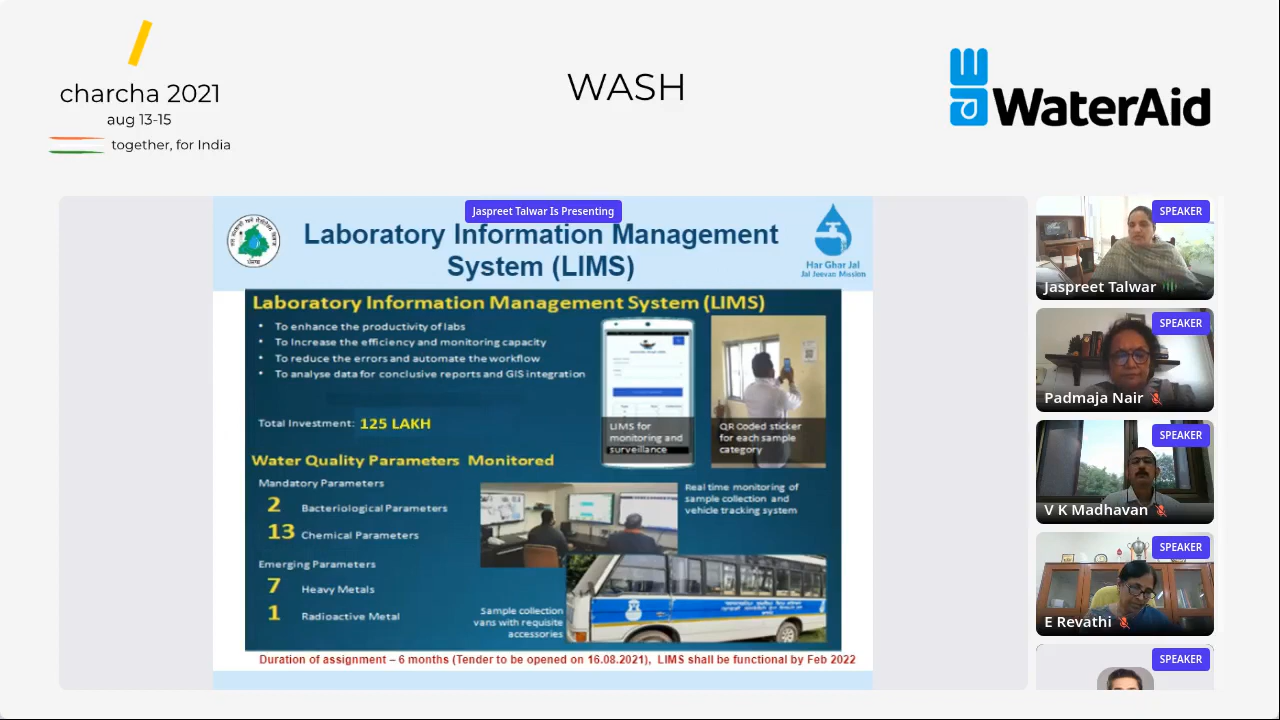 charcha 2021
aug 13-15
together, for India
WASH
WaterAid
Jaspreet Talwar Is Presenting
Laboratory Information Management
System (LIMS)
Har Ghar Jal
Jal Jeevan Mission
Laboratory Information Management System (LIMS)
• To enhance the productivity of labs
• To Increase the efficiency and monitoring capacity
• To reduce the errors and automate the workflow
• To analyse data for conclusive reports and GIS integration
Total Investment: 125 LAKH
LIMS for
monitoring and
surveillance
QR Coded sticker
for each sample
category
Water Quality Parameters Monitored
Mandatory Parameters
2 Bacteriological Parameters
13 Chemical Parameters
Emerging Parameters
7 Heavy Metals
1 Radioactive Metal
Real time monitoring of
sample collection and
vehicle tracking system
Sample collection
vans with requisite
accessories
Duration of assignment – 6 months (Tender to be opened on 16.08.2021), LIMS shall be functional by Feb 2022
SPEAKER
Jaspreet Talwar
SPEAKER
Padmaja Nair
SPEAKER
V K Madhavan
SPEAKER
E Revathi
SPEAKER